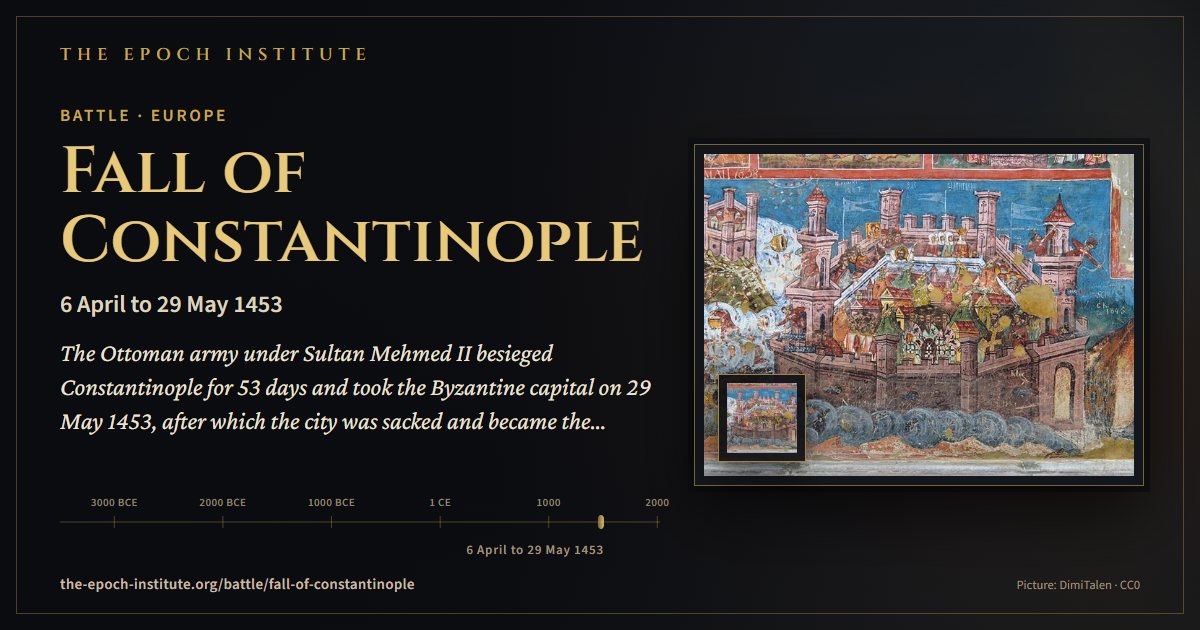 THE EPOCH INSTITUTE
BATTLE · EUROPE
FALL OF
CONSTANTINOPLE
6 April to 29 May 1453
The Ottoman army under Sultan Mehmed II besieged
Constantinople for 53 days and took the Byzantine capital on 29
May 1453, after which the city was sacked and became the...
3000 BCE 2000 BCE 1000 BCE 1 CE 1000 2000
6 April to 29 May 1453
the-epoch-institute.org/battle/fall-of-constantinople
Picture: DimiTalen · CC0